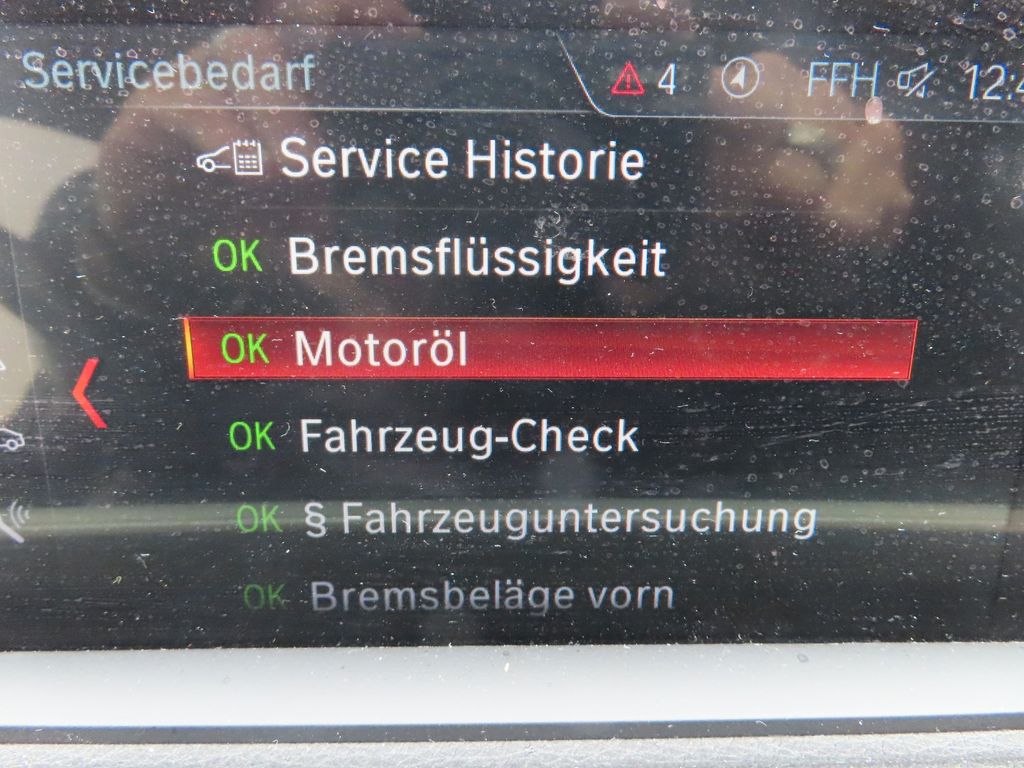 Servicebedarf
4 FFH
Service Historie
OK Bremsflüssigkeit
OK Motoröl
OK Fahrzeug-Check
OK § Fahrzeuguntersuchung
OK Bremsbeläge vorn